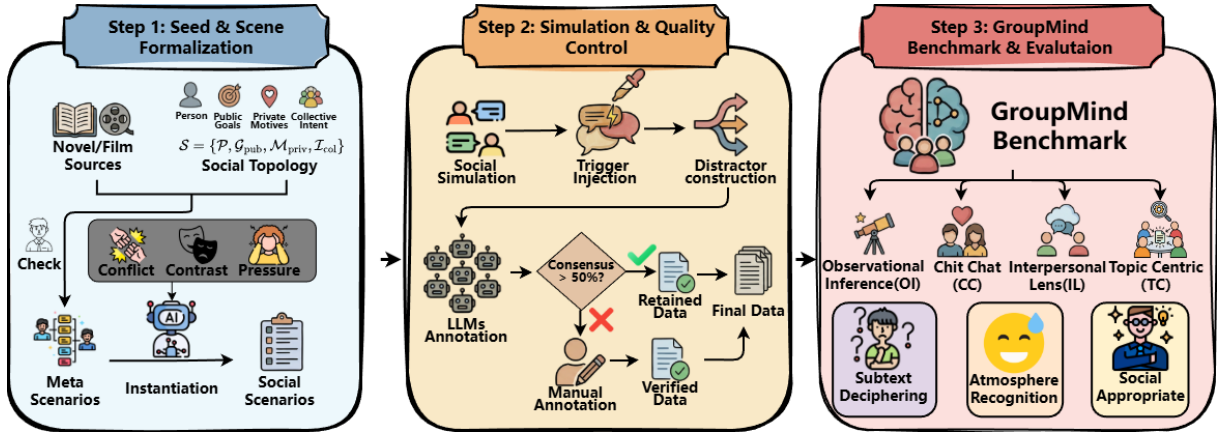 Step 1: Seed & Scene
Formalization
Person
Public
Goals
Private
Motives
Collective
Intent
Novel/Film
Sources
S = {P, G_pub, M_priv, I_col}
Social Topology
Check
Conflict
Contrast
Pressure
AI
Meta
Scenarios
Instantiation
Social
Scenarios
Step 2: Simulation & Quality
Control
Social
Simulation
Trigger
Injection
Distractor
construction
LLMs
Annotation
Consensus
> 50%?
Retained
Data
Final Data
Manual
Annotation
Verified
Data
Step 3: GroupMind
Benchmark & Evalutaion
GroupMind
Benchmark
Observational
Inference(OI)
Chit Chat
(CC)
Interpersonal
Lens(IL)
Topic Centric
(TC)
Subtext
Deciphering
Atmosphere
Recognition
Social
Appropriate